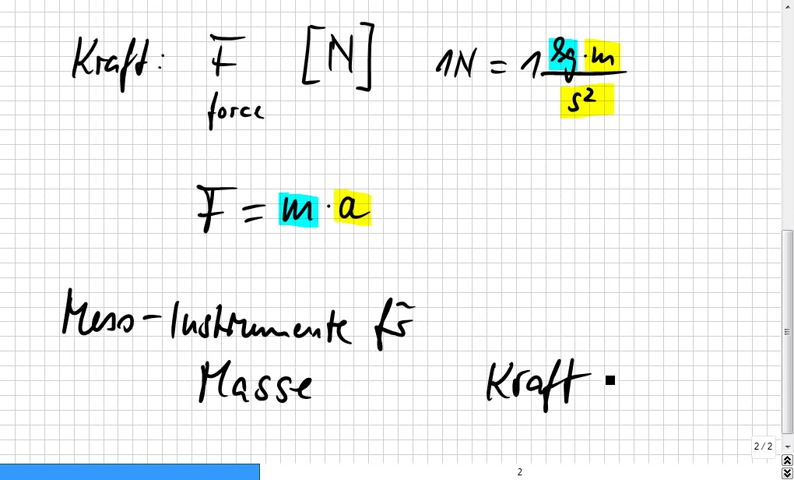 Kraft: F [N] 1N = 1 kg · m / s²
force
F = m · a
Mess-Instrumente für
Masse Kraft
2/2
2